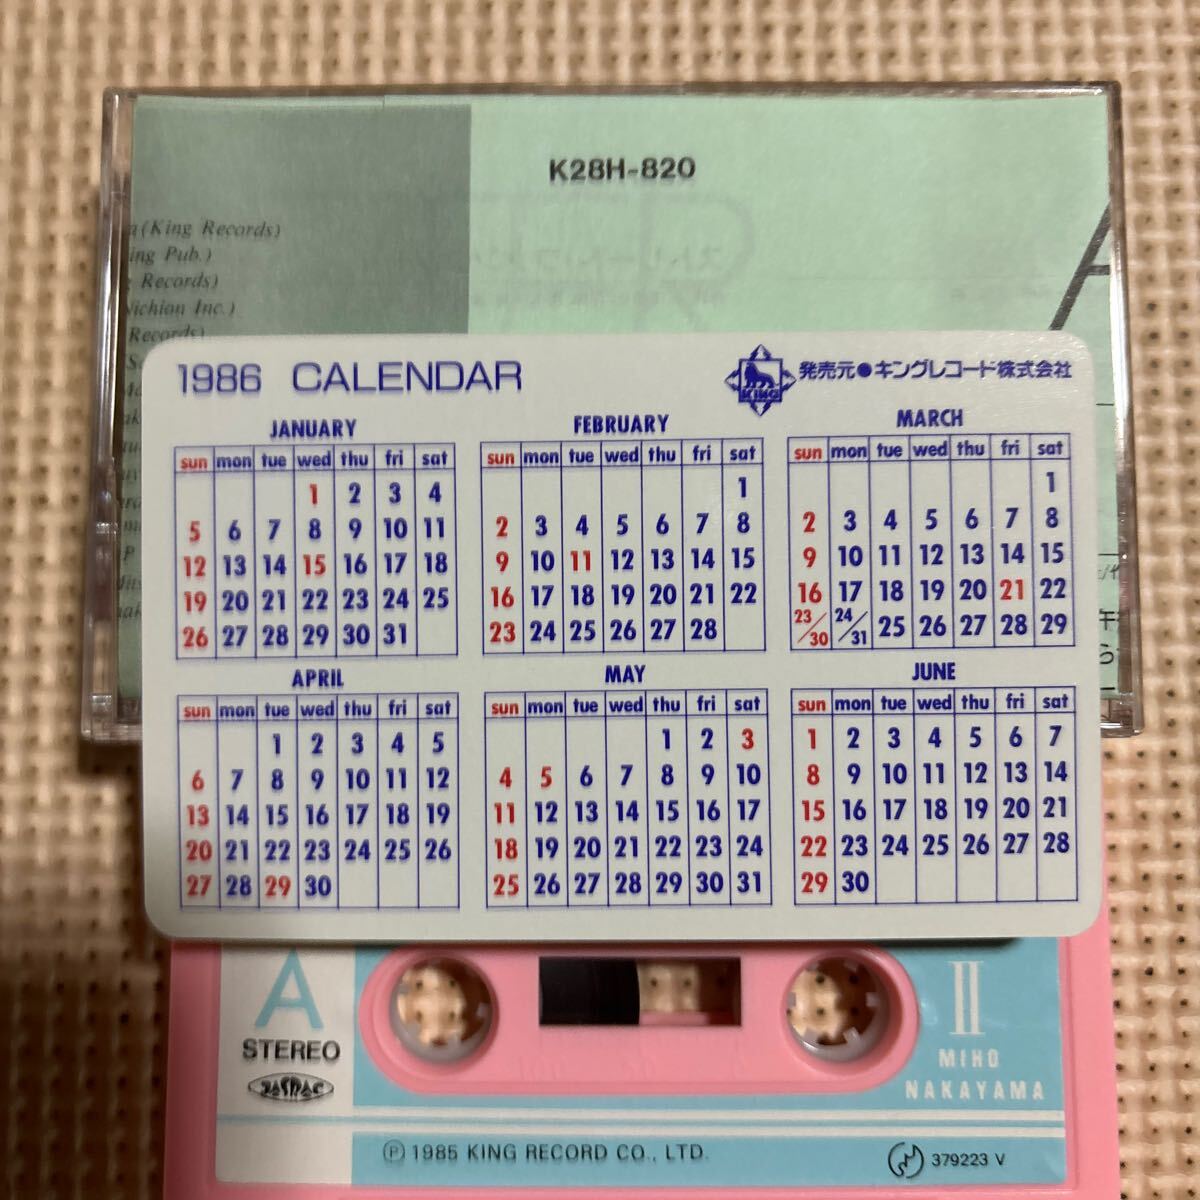 K28H-820
(King Records)
Pub.)
Records)
Nichion Inc.)
Records)
1986 CALENDAR
KING
発売元●キングレコード株式会社
JANUARY
sun mon tue wed thu fri sat
1 2 3 4
5 6 7 8 9 10 11
12 13 14 15 16 17 18
19 20 21 22 23 24 25
26 27 28 29 30 31
FEBRUARY
sun mon tue wed thu fri sat
1
2 3 4 5 6 7 8
9 10 11 12 13 14 15
16 17 18 19 20 21 22
23 24 25 26 27 28
MARCH
sun mon tue wed thu fri sat
1
2 3 4 5 6 7 8
9 10 11 12 13 14 15
16 17 18 19 20 21 22
23/30 24/31 25 26 27 28 29
APRIL
sun mon tue wed thu fri sat
1 2 3 4 5
6 7 8 9 10 11 12
13 14 15 16 17 18 19
20 21 22 23 24 25 26
27 28 29 30
MAY
sun mon tue wed thu fri sat
1 2 3
4 5 6 7 8 9 10
11 12 13 14 15 16 17
18 19 20 21 22 23 24
25 26 27 28 29 30 31
JUNE
sun mon tue wed thu fri sat
1 2 3 4 5 6 7
8 9 10 11 12 13 14
15 16 17 18 19 20 21
22 23 24 25 26 27 28
29 30
A
STEREO
JASRAC
II
MIHO
NAKAYAMA
Ⓟ 1985 KING RECORD CO., LTD.
379223 V